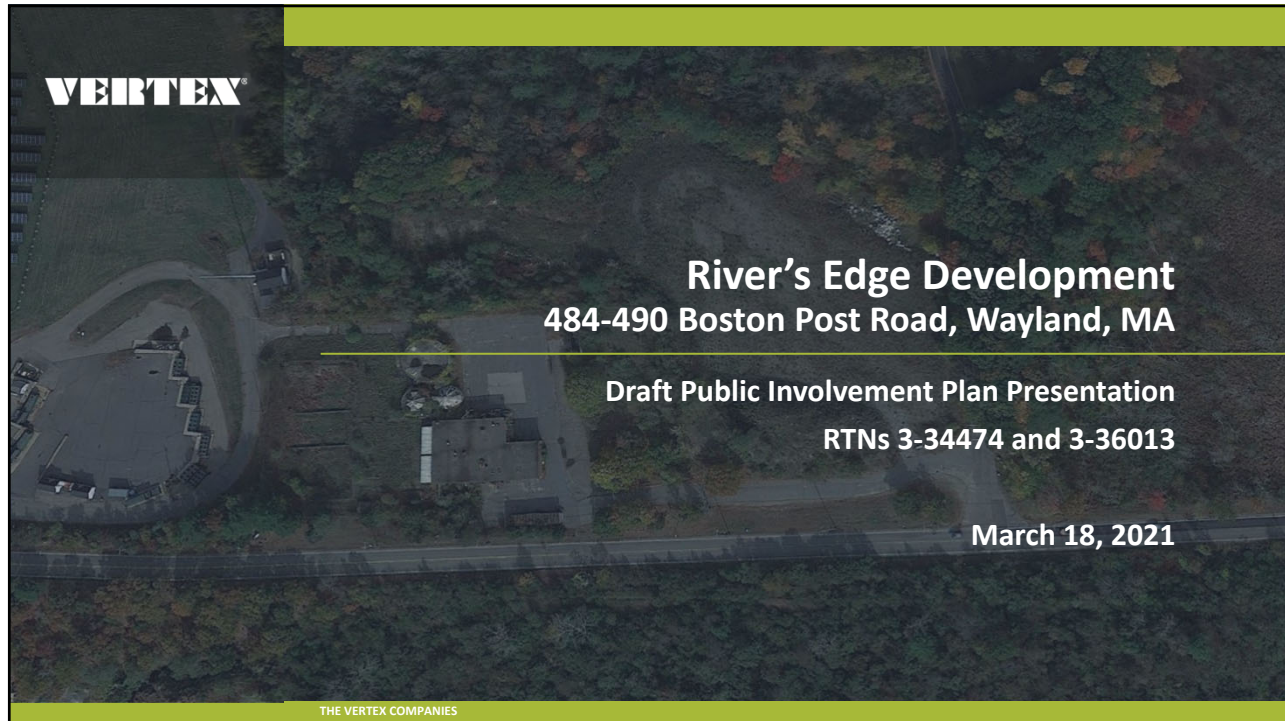 VERTEX®
River’s Edge Development
484-490 Boston Post Road, Wayland, MA
Draft Public Involvement Plan Presentation
RTNs 3-34474 and 3-36013
March 18, 2021
THE VERTEX COMPANIES